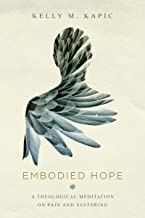 KELLY M. KAPIC
EMBODIED HOPE
A THEOLOGICAL MEDITATION
ON PAIN AND SUFFERING